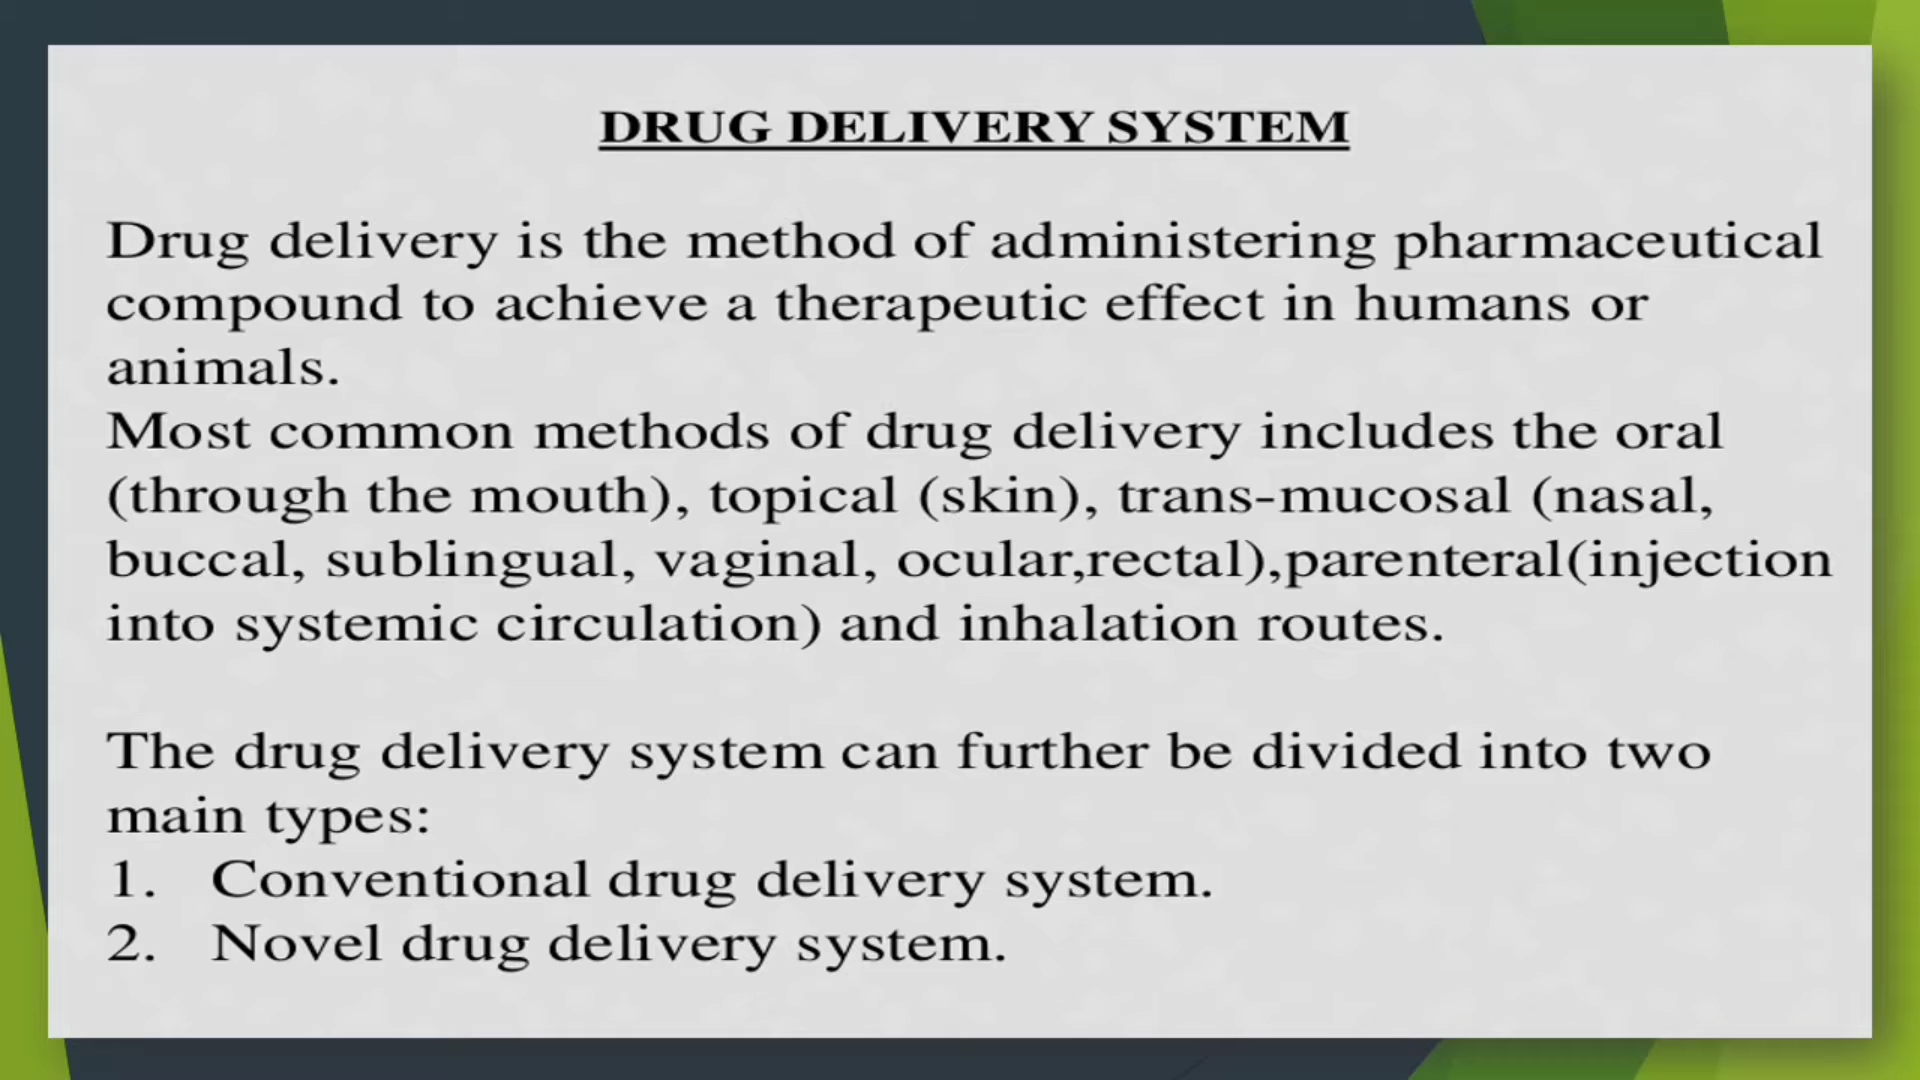 DRUG DELIVERY SYSTEM
Drug delivery is the method of administering pharmaceutical
compound to achieve a therapeutic effect in humans or
animals.
Most common methods of drug delivery includes the oral
(through the mouth), topical (skin), trans-mucosal (nasal,
buccal, sublingual, vaginal, ocular,rectal),parenteral(injection
into systemic circulation) and inhalation routes.
The drug delivery system can further be divided into two
main types:
1. Conventional drug delivery system.
2. Novel drug delivery system.